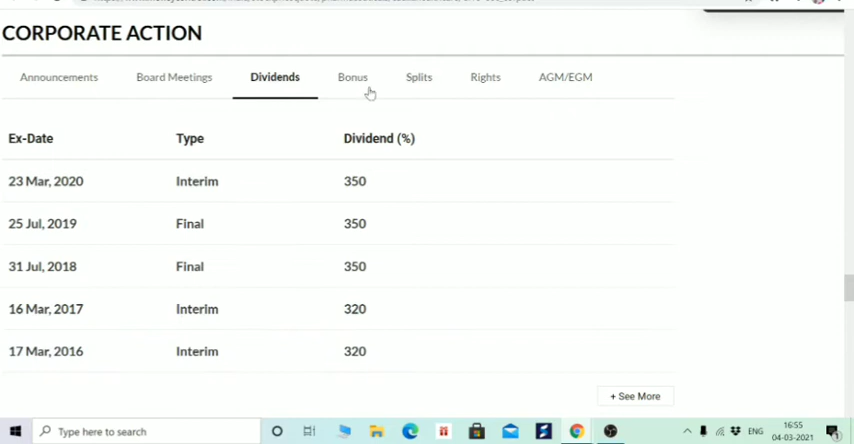 CORPORATE ACTION
Announcements Board Meetings Dividends Bonus Splits Rights AGM/EGM
Ex-Date Type Dividend (%)
23 Mar, 2020 Interim 350
25 Jul, 2019 Final 350
31 Jul, 2018 Final 350
16 Mar, 2017 Interim 320
17 Mar, 2016 Interim 320
+ See More
Type here to search
ENG
16:55
04-03-2021